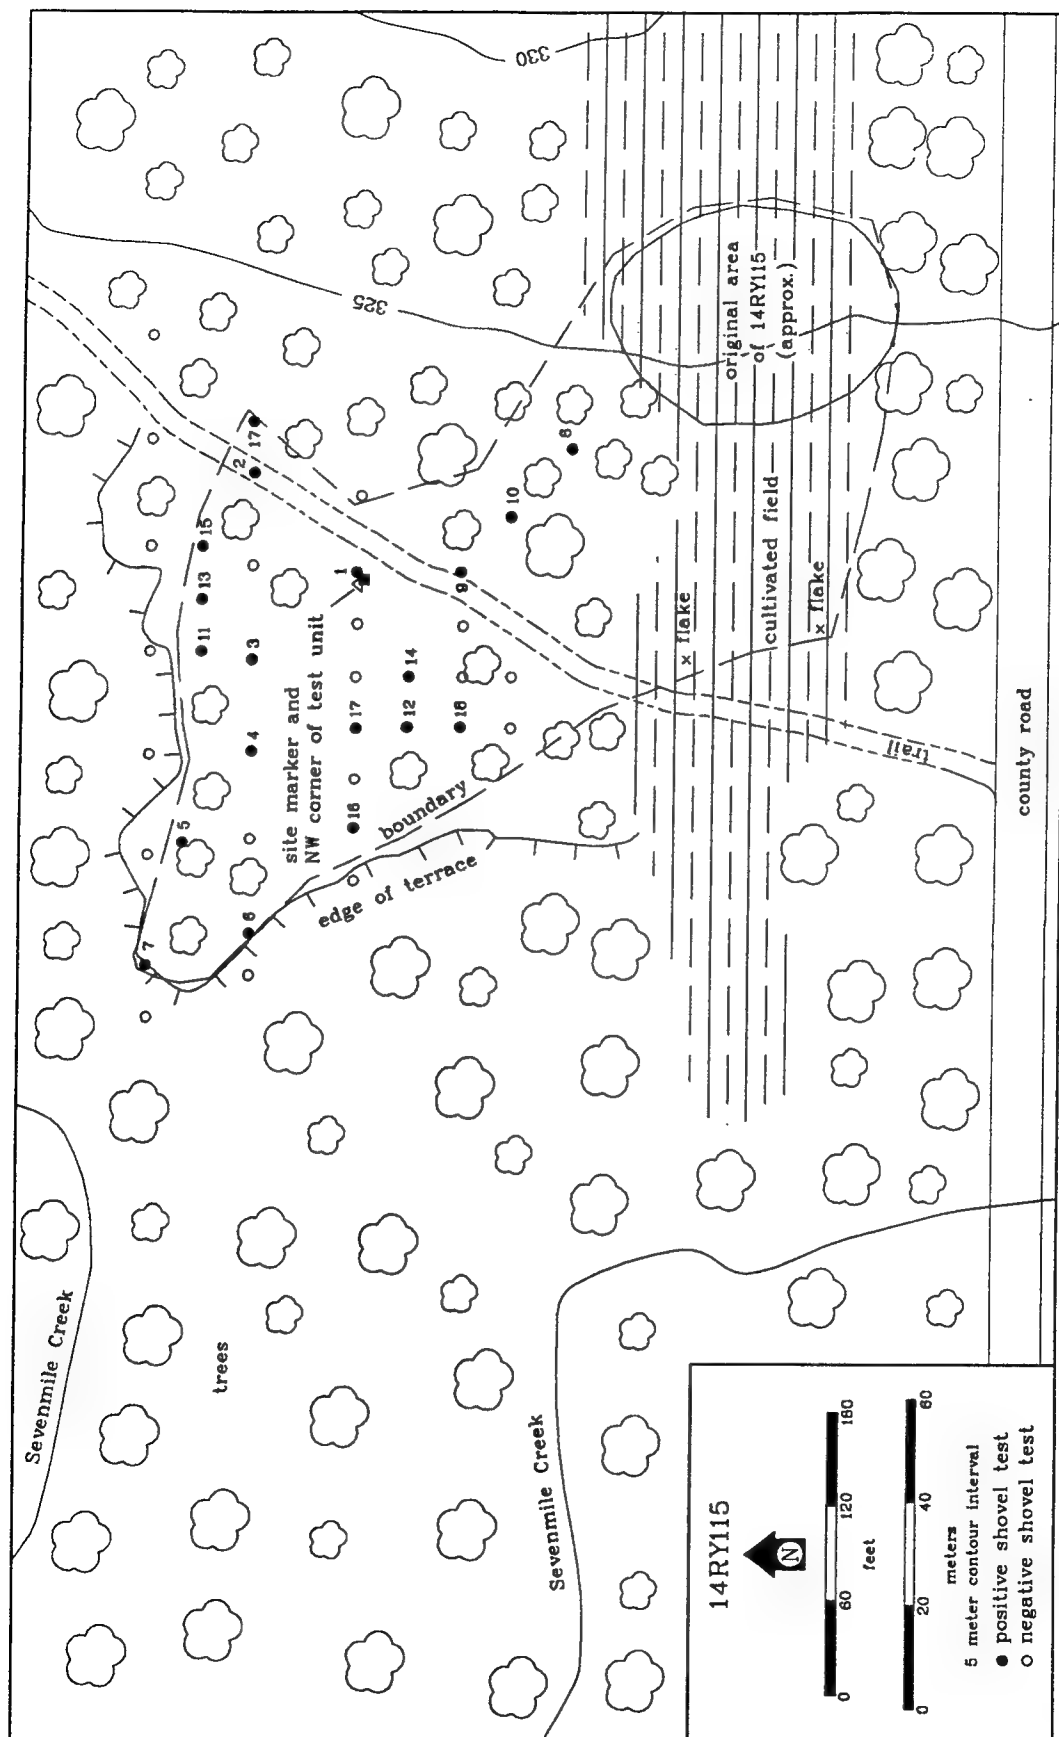 Sevenmile Creek
trees
Sevenmile Creek
330
325
7
5
6
4
3
11
13
15
2
17
site marker and
NW corner of test unit
1
16
17
12
14
18
9
10
8
boundary
edge of terrace
original area
of 14RY115
(approx.)
x flake
cultivated field
x flake
trail
county road
14RY115
N
0 60 120 180
feet
0 20 40 60
meters
5 meter contour interval
● positive shovel test
○ negative shovel test